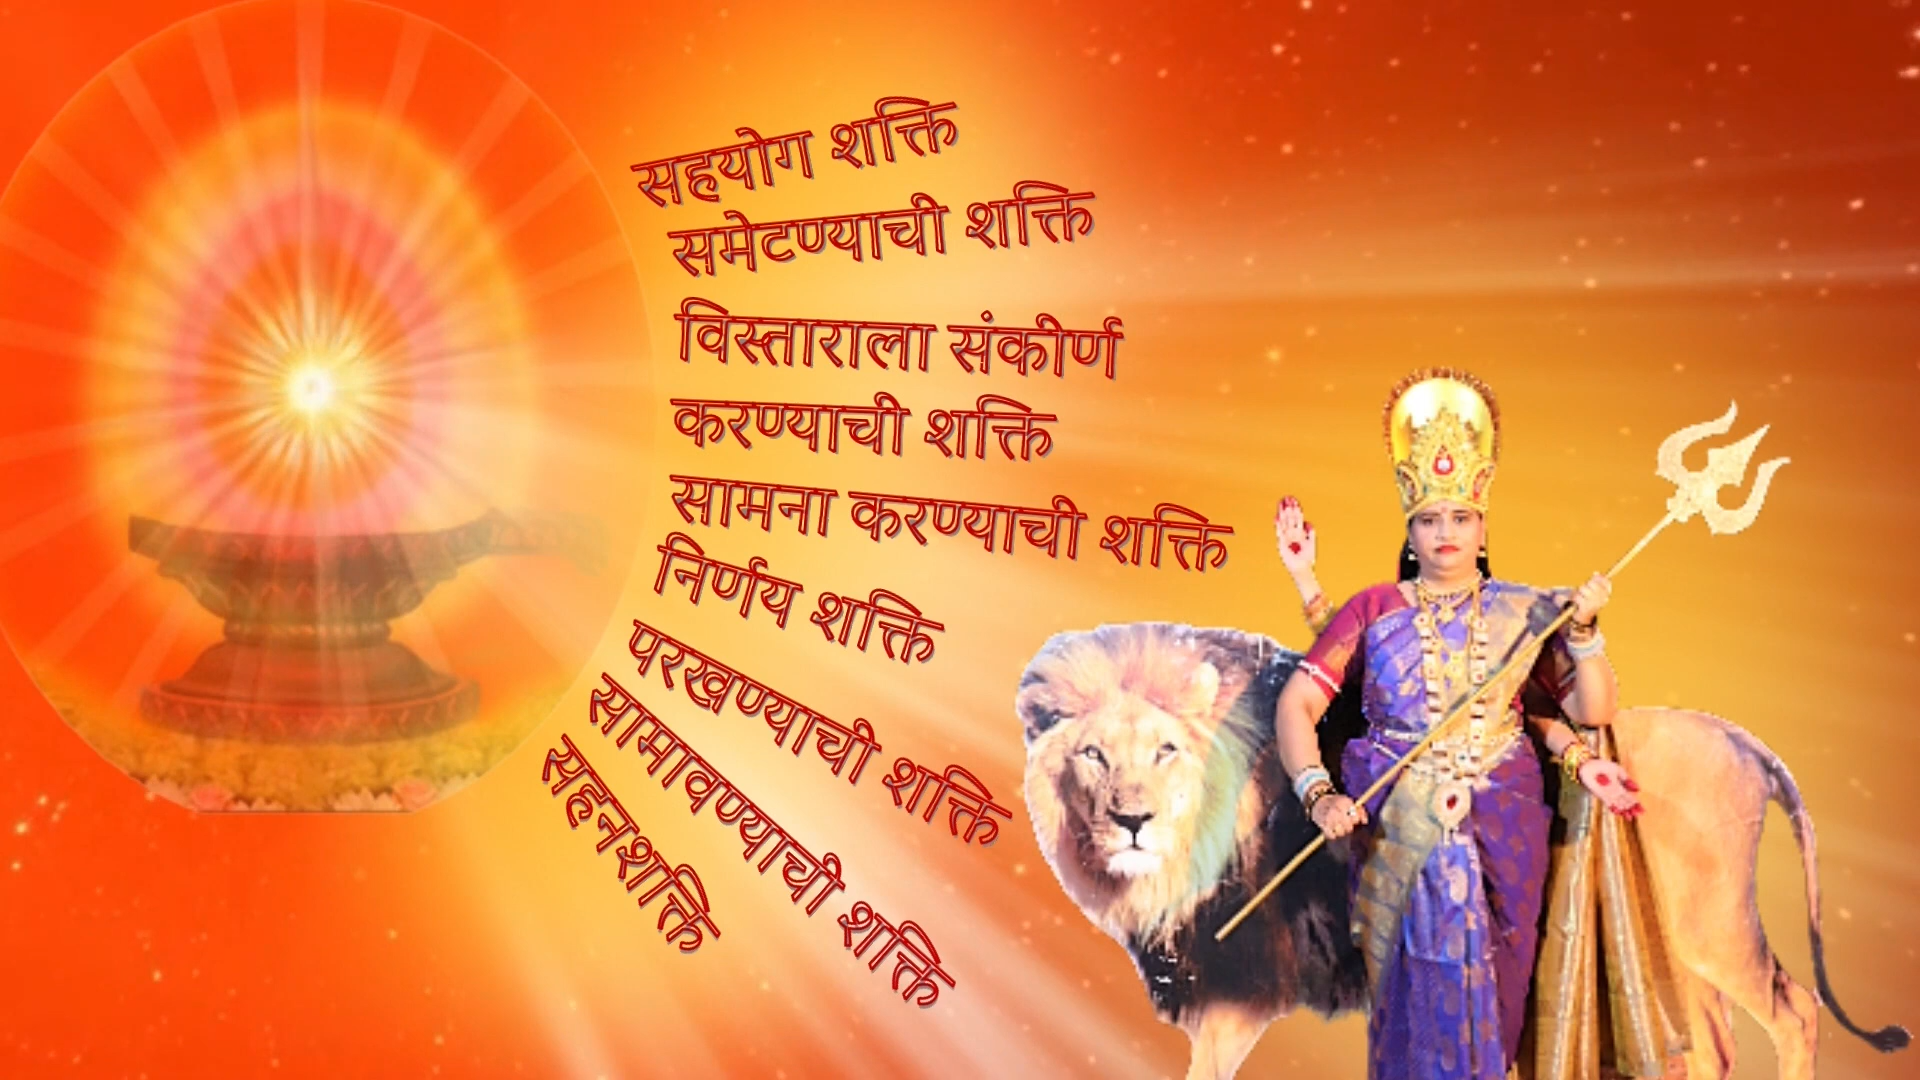 सहयोग शक्ति
समेटण्याची शक्ति
विस्ताराला संकीर्ण
करण्याची शक्ति
सामना करण्याची शक्ति
निर्णय शक्ति
परखण्याची शक्ति
सामावण्याची शक्ति
सहनशक्ति